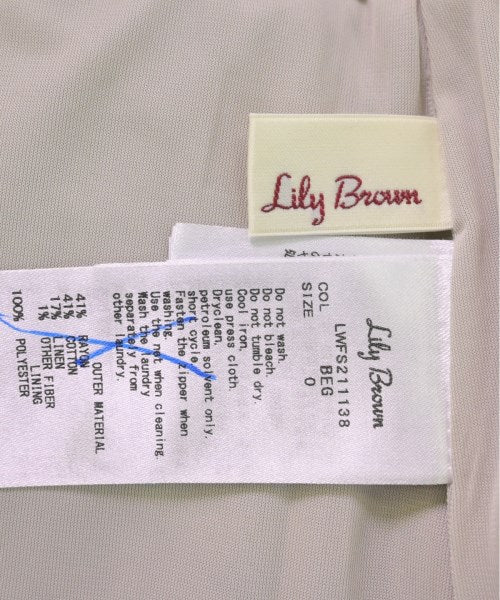 Lily Brown
Lily Brown
LWFS211138
COL BEG
SIZE 0
Do not wash.
Do not bleach.
Do not tumble dry.
Cool iron.
use press cloth.
Dryclean,
petroleum solvent only.
short cycle.
Fasten the zipper when
washing.
Use the net when cleaning.
Wash the laundry
separately from
other laundry.
OUTER MATERIAL
41% RAYON
41% COTTON
17% LINEN
1% OTHER FIBER
LINING
100% POLYESTER